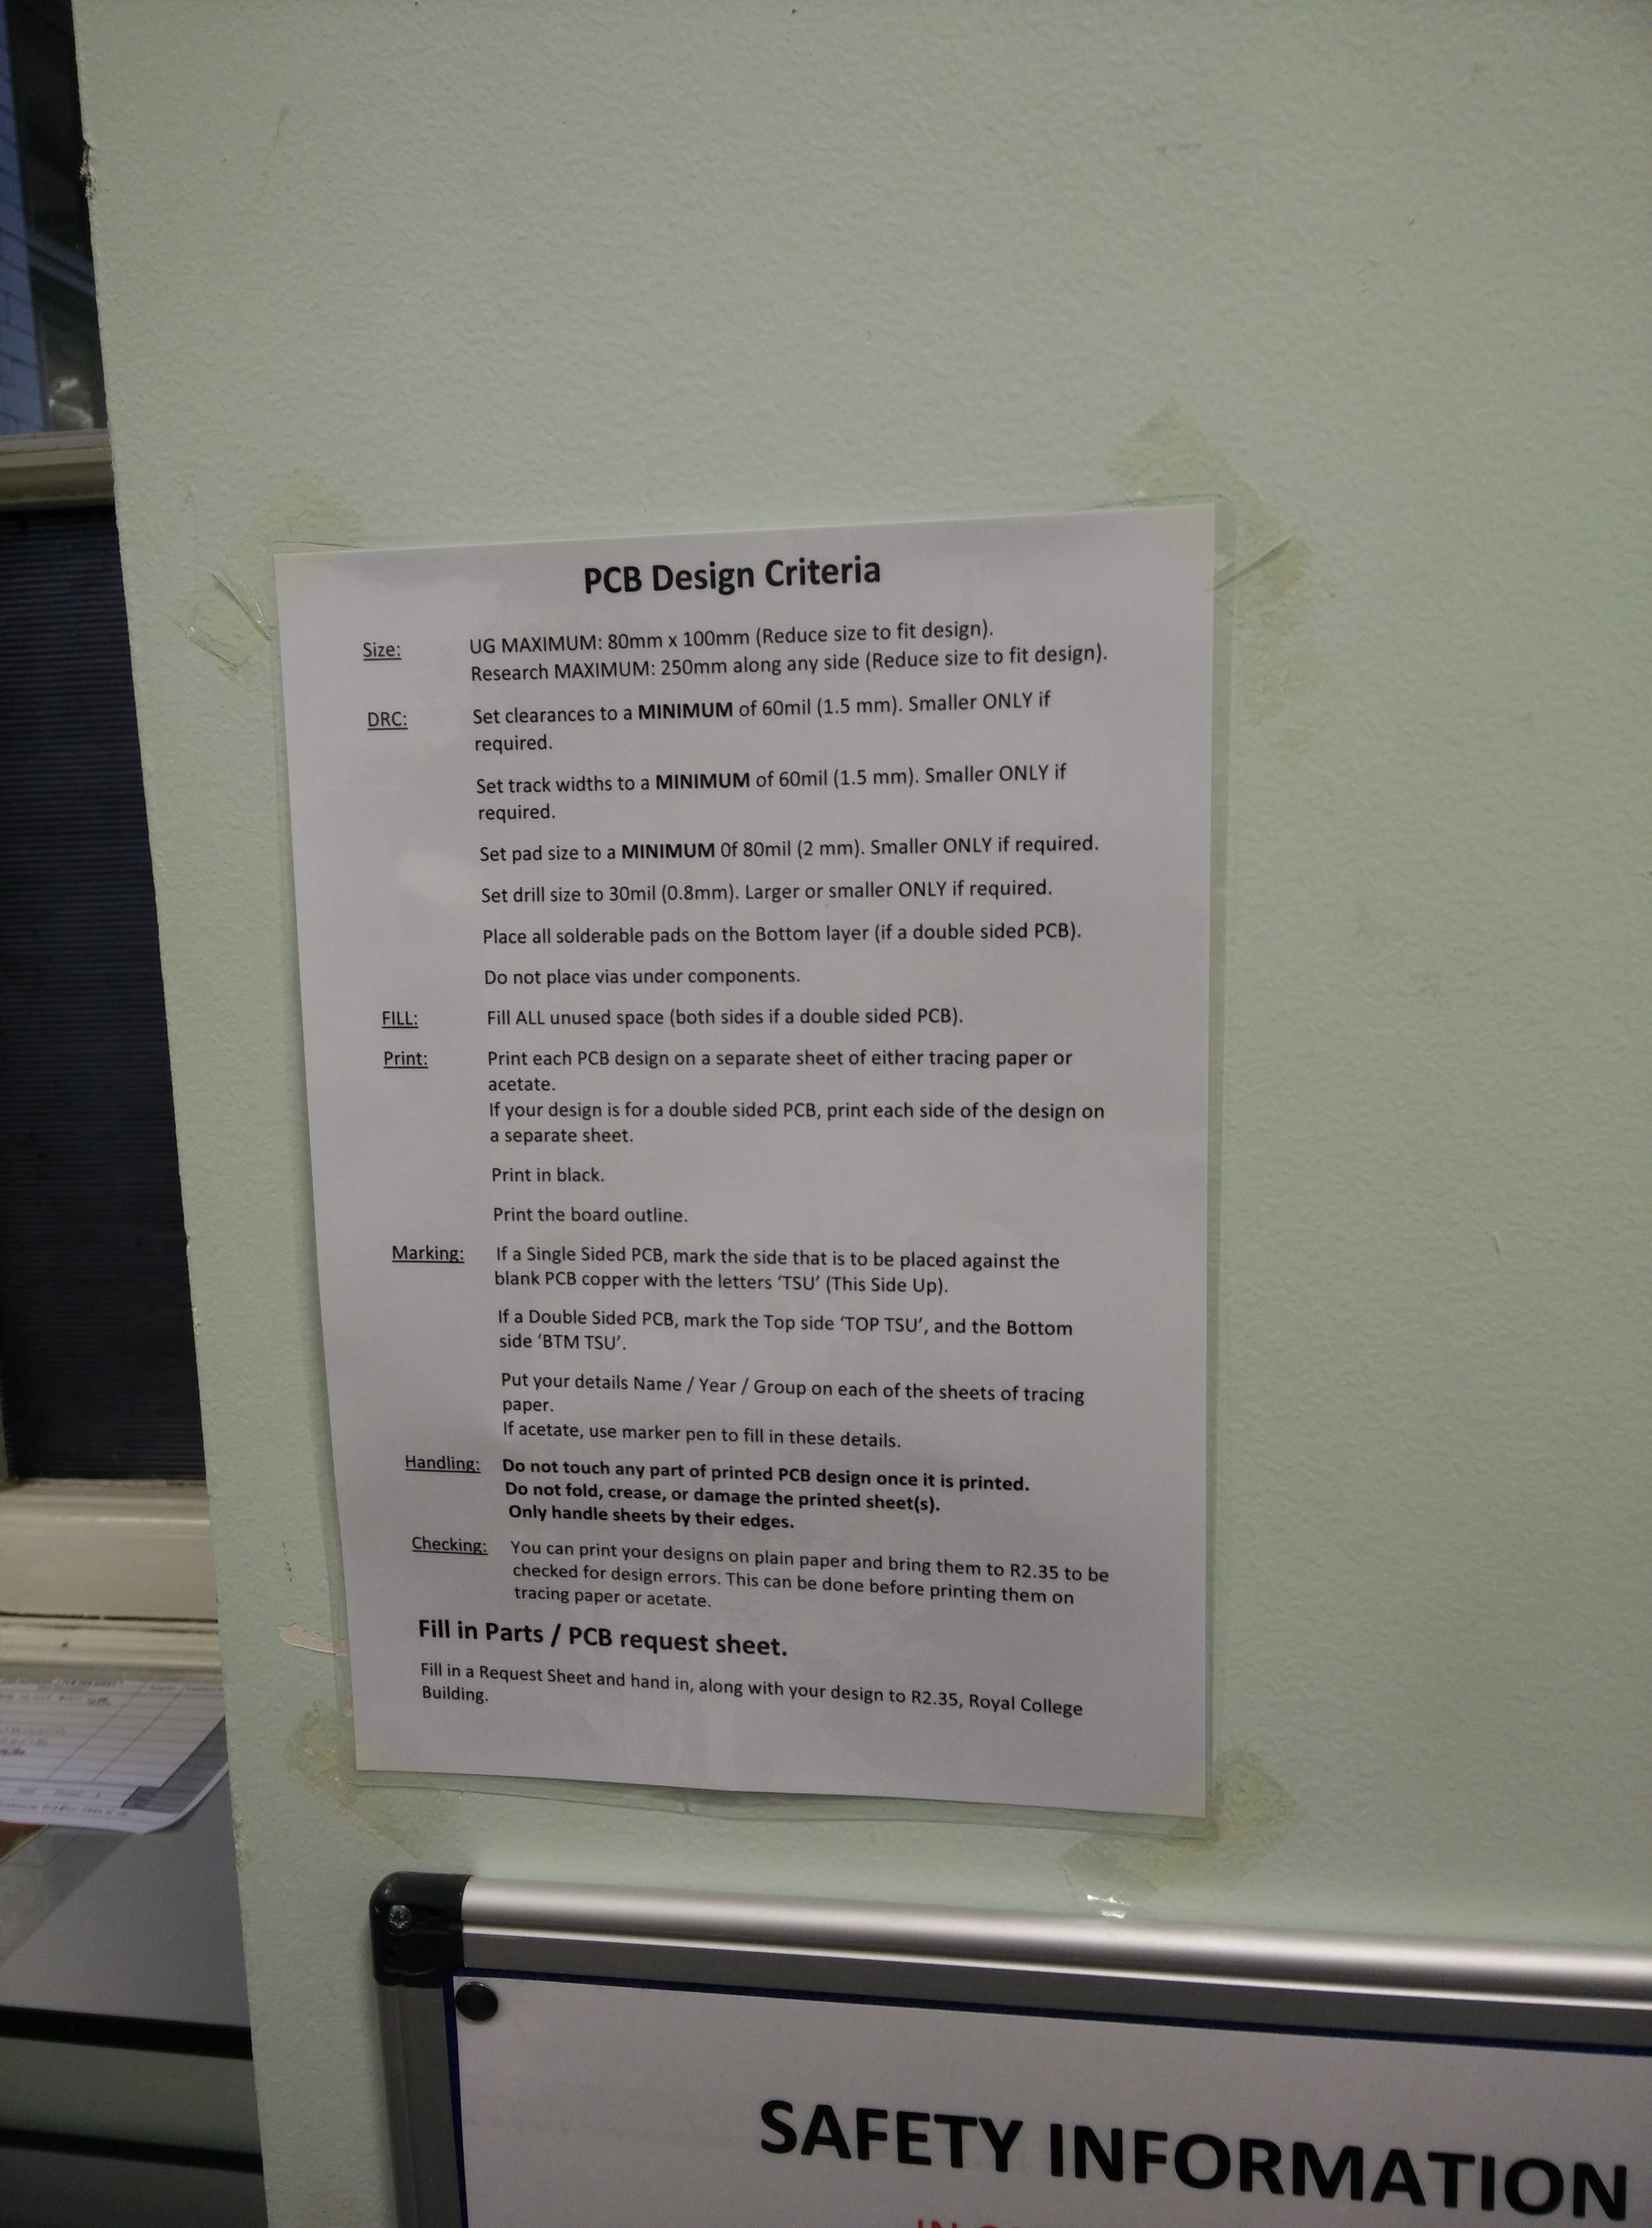 PCB Design Criteria
Size: UG MAXIMUM: 80mm x 100mm (Reduce size to fit design).
Research MAXIMUM: 250mm along any side (Reduce size to fit design).
DRC: Set clearances to a MINIMUM of 60mil (1.5 mm). Smaller ONLY if
required.
Set track widths to a MINIMUM of 60mil (1.5 mm). Smaller ONLY if
required.
Set pad size to a MINIMUM 0f 80mil (2 mm). Smaller ONLY if required.
Set drill size to 30mil (0.8mm). Larger or smaller ONLY if required.
Place all solderable pads on the Bottom layer (if a double sided PCB).
Do not place vias under components.
FILL: Fill ALL unused space (both sides if a double sided PCB).
Print: Print each PCB design on a separate sheet of either tracing paper or
acetate.
If your design is for a double sided PCB, print each side of the design on
a separate sheet.
Print in black.
Print the board outline.
Marking: If a Single Sided PCB, mark the side that is to be placed against the
blank PCB copper with the letters ‘TSU’ (This Side Up).
If a Double Sided PCB, mark the Top side ‘TOP TSU’, and the Bottom
side ‘BTM TSU’.
Put your details Name / Year / Group on each of the sheets of tracing
paper.
If acetate, use marker pen to fill in these details.
Handling: Do not touch any part of printed PCB design once it is printed.
Do not fold, crease, or damage the printed sheet(s).
Only handle sheets by their edges.
Checking: You can print your designs on plain paper and bring them to R2.35 to be
checked for design errors. This can be done before printing them on
tracing paper or acetate.
Fill in Parts / PCB request sheet.
Fill in a Request Sheet and hand in, along with your design to R2.35, Royal College
Building.
SAFETY INFORMATION